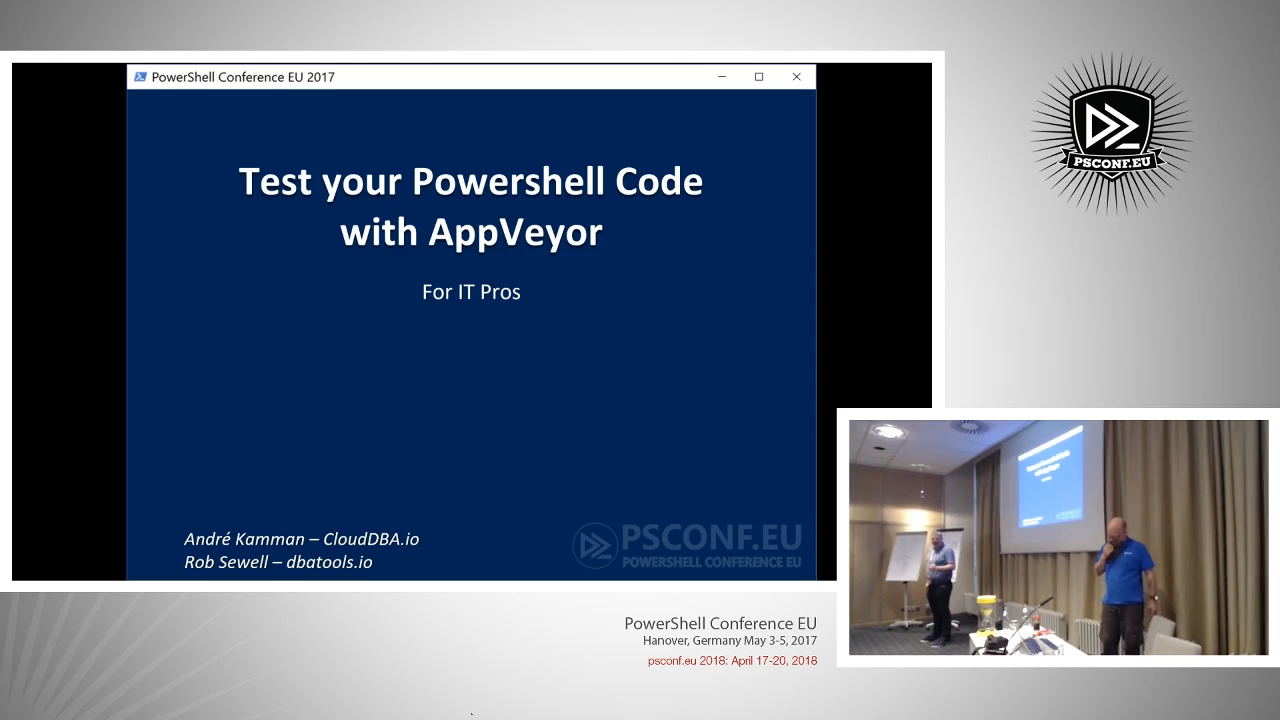 PowerShell Conference EU 2017
Test your Powershell Code
with AppVeyor
For IT Pros
André Kamman – CloudDBA.io
Rob Sewell – dbatools.io
PSCONF.EU
POWERSHELL CONFERENCE EU
PSCONF.EU
PowerShell Conference EU
Hanover, Germany May 3-5, 2017
psconf.eu 2018: April 17-20, 2018